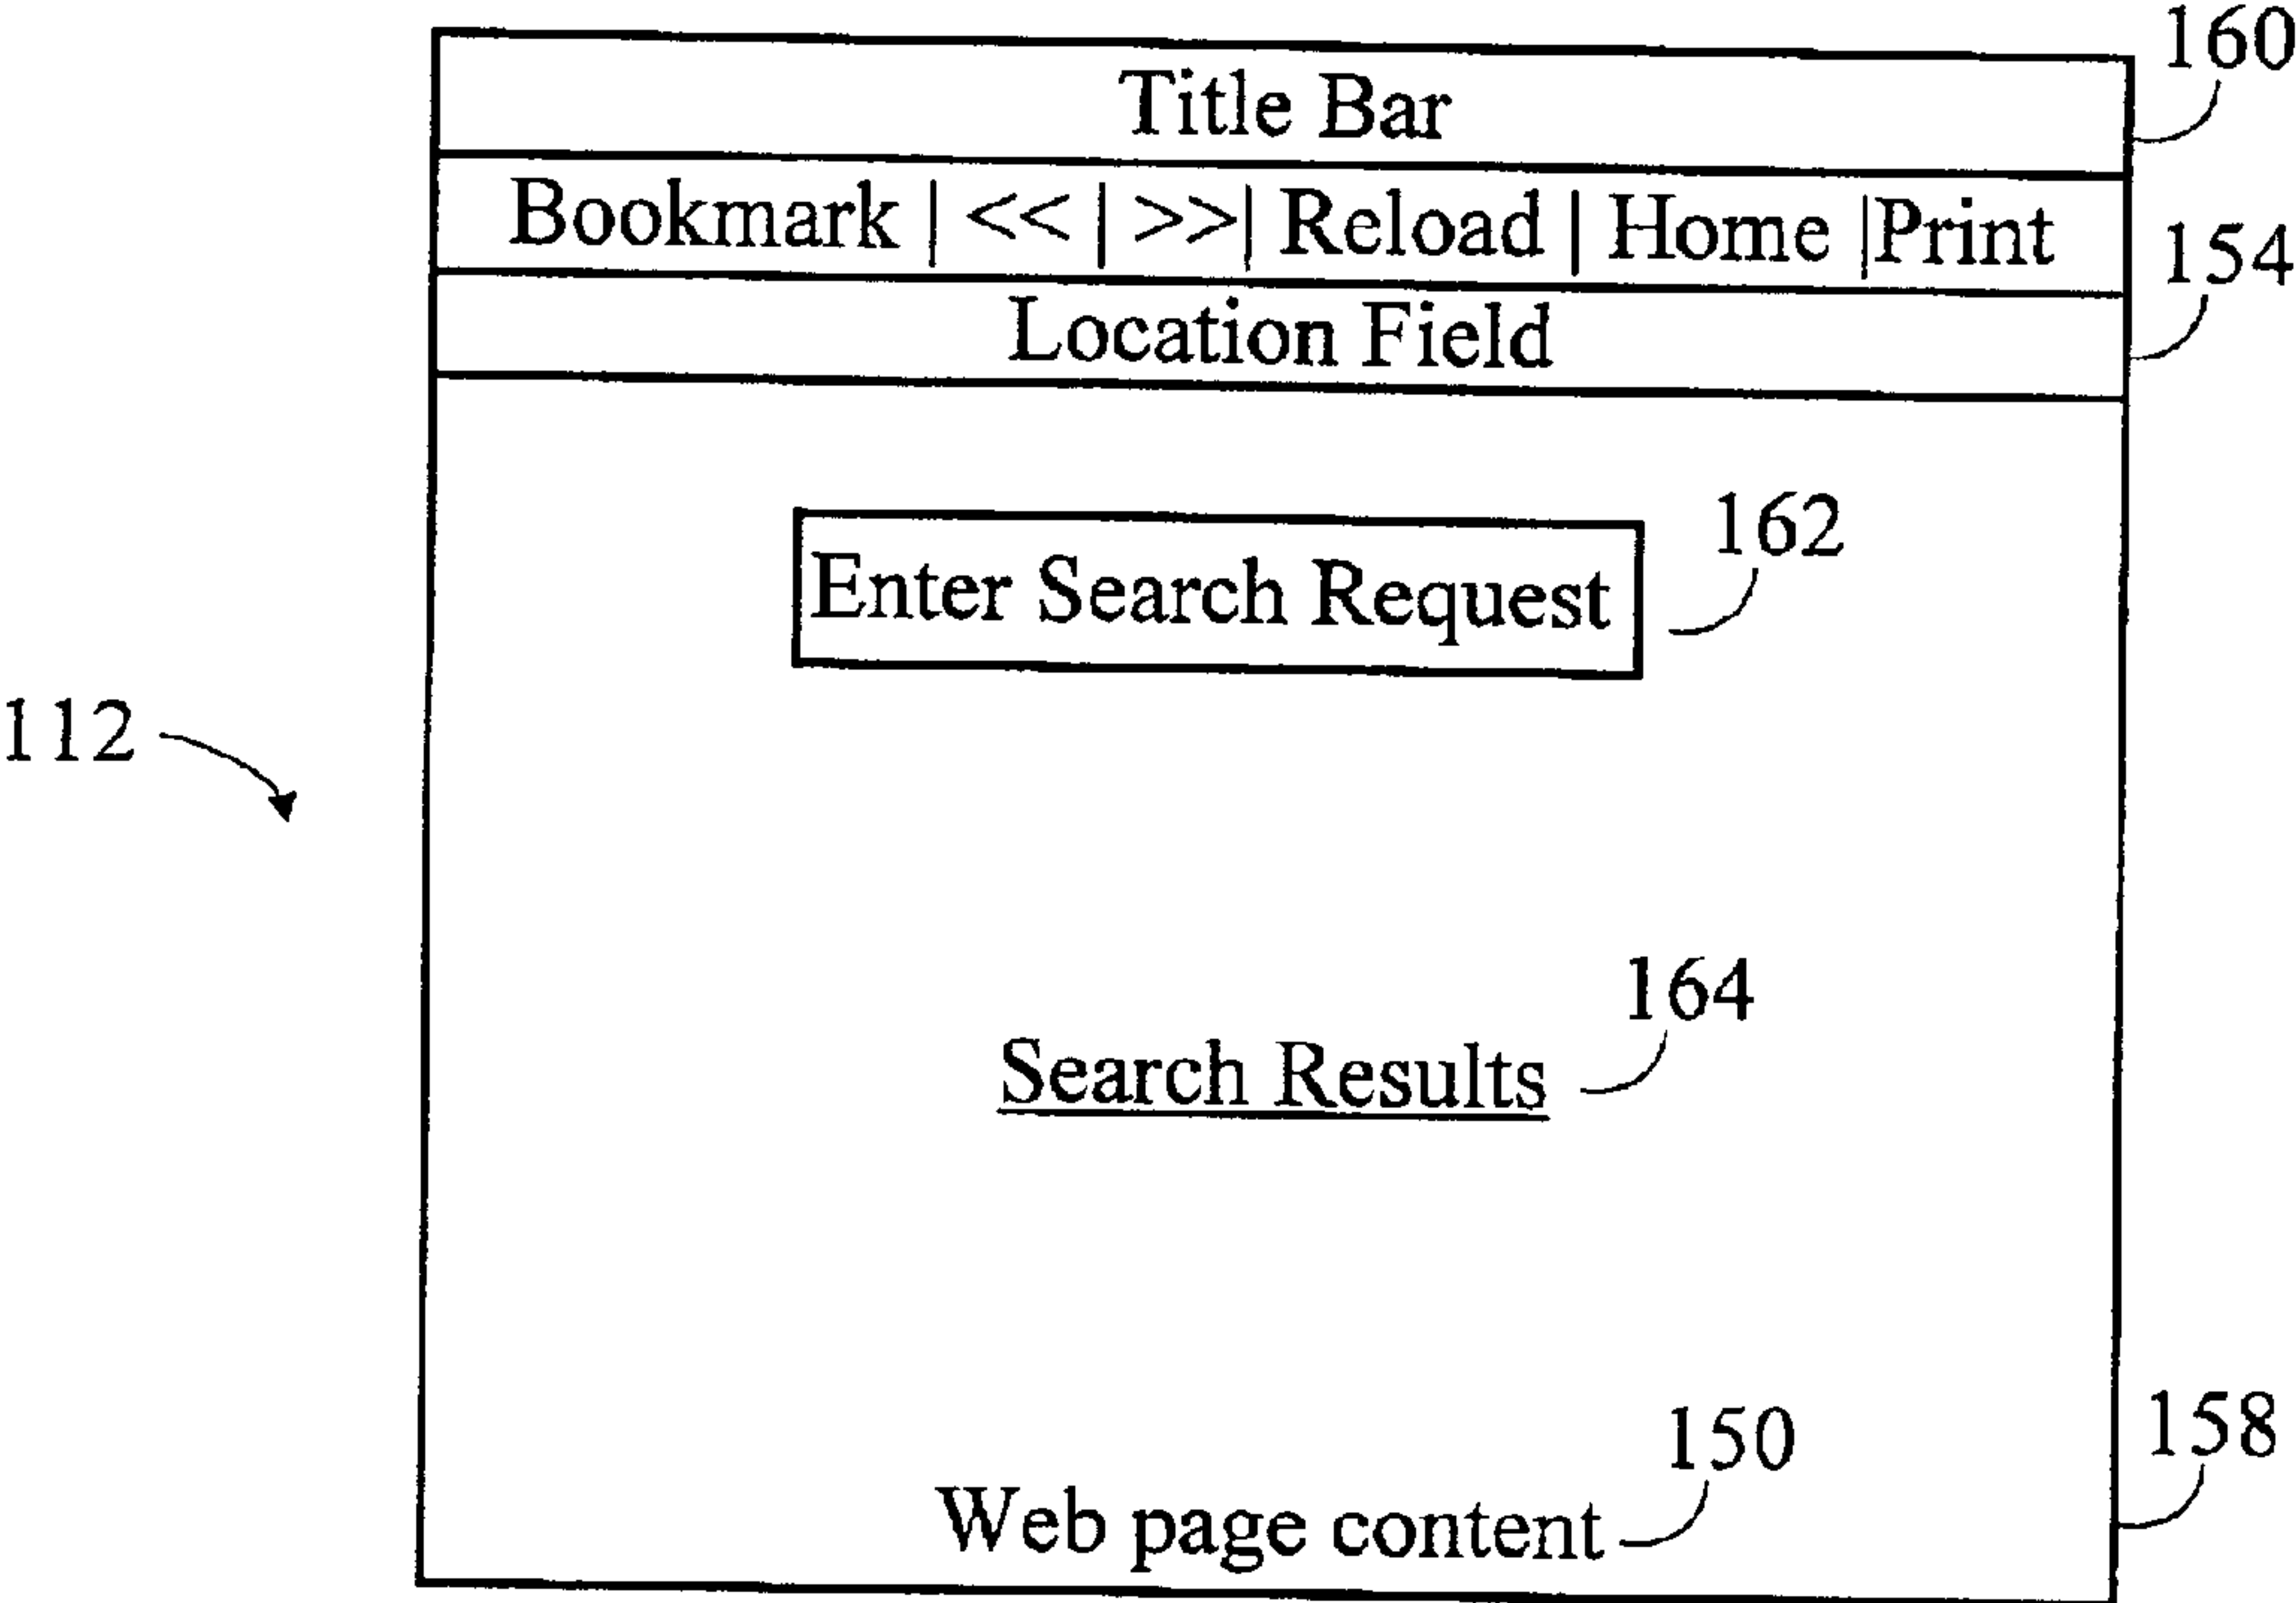 160
Title Bar
Bookmark | << | >>| Reload | Home |Print
154
Location Field
162
Enter Search Request
112
164
Search Results
150
158
Web page content